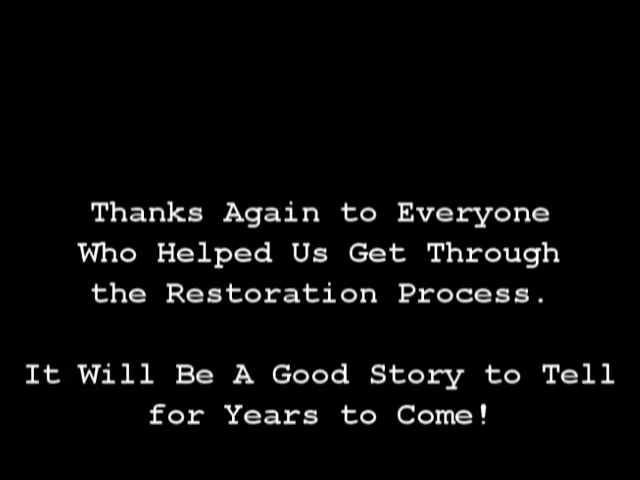 Thanks Again to Everyone
Who Helped Us Get Through
the Restoration Process.
It Will Be A Good Story to Tell
for Years to Come!